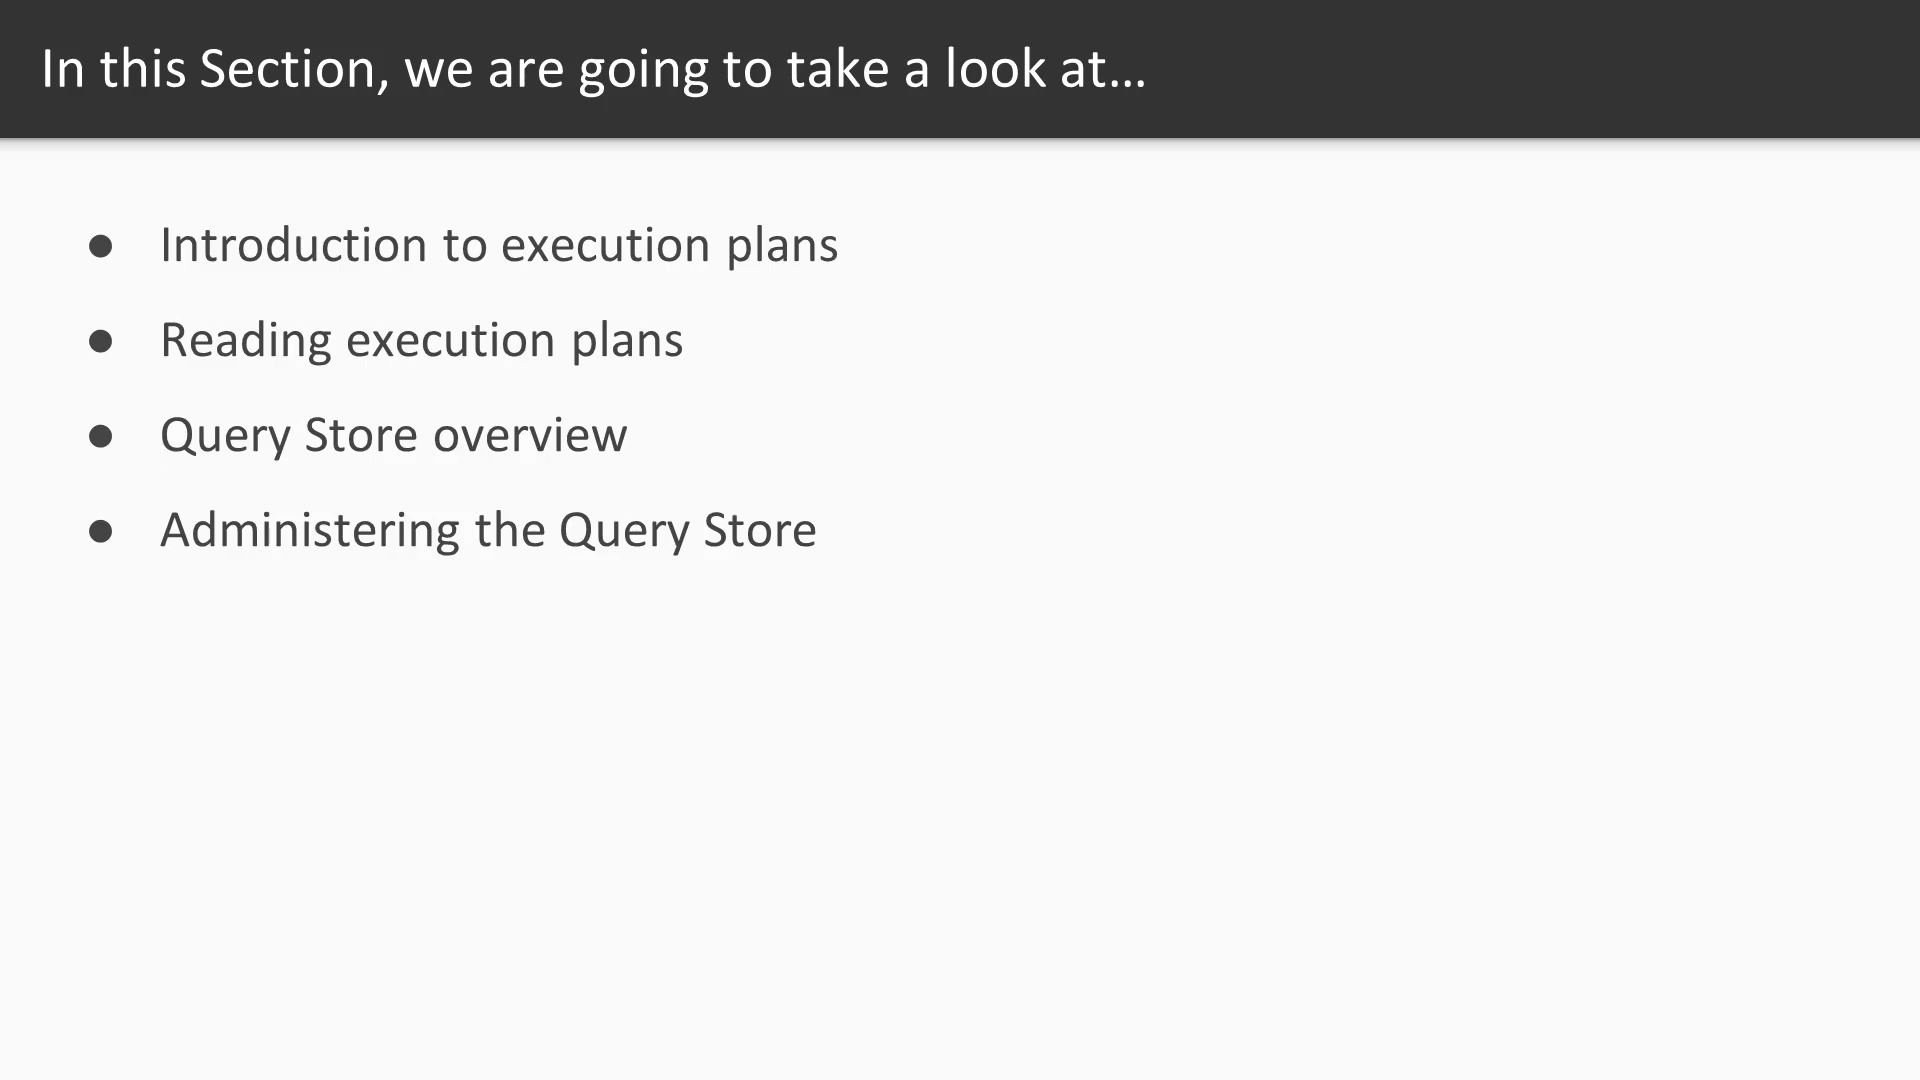 In this Section, we are going to take a look at…
● Introduction to execution plans
● Reading execution plans
● Query Store overview
● Administering the Query Store